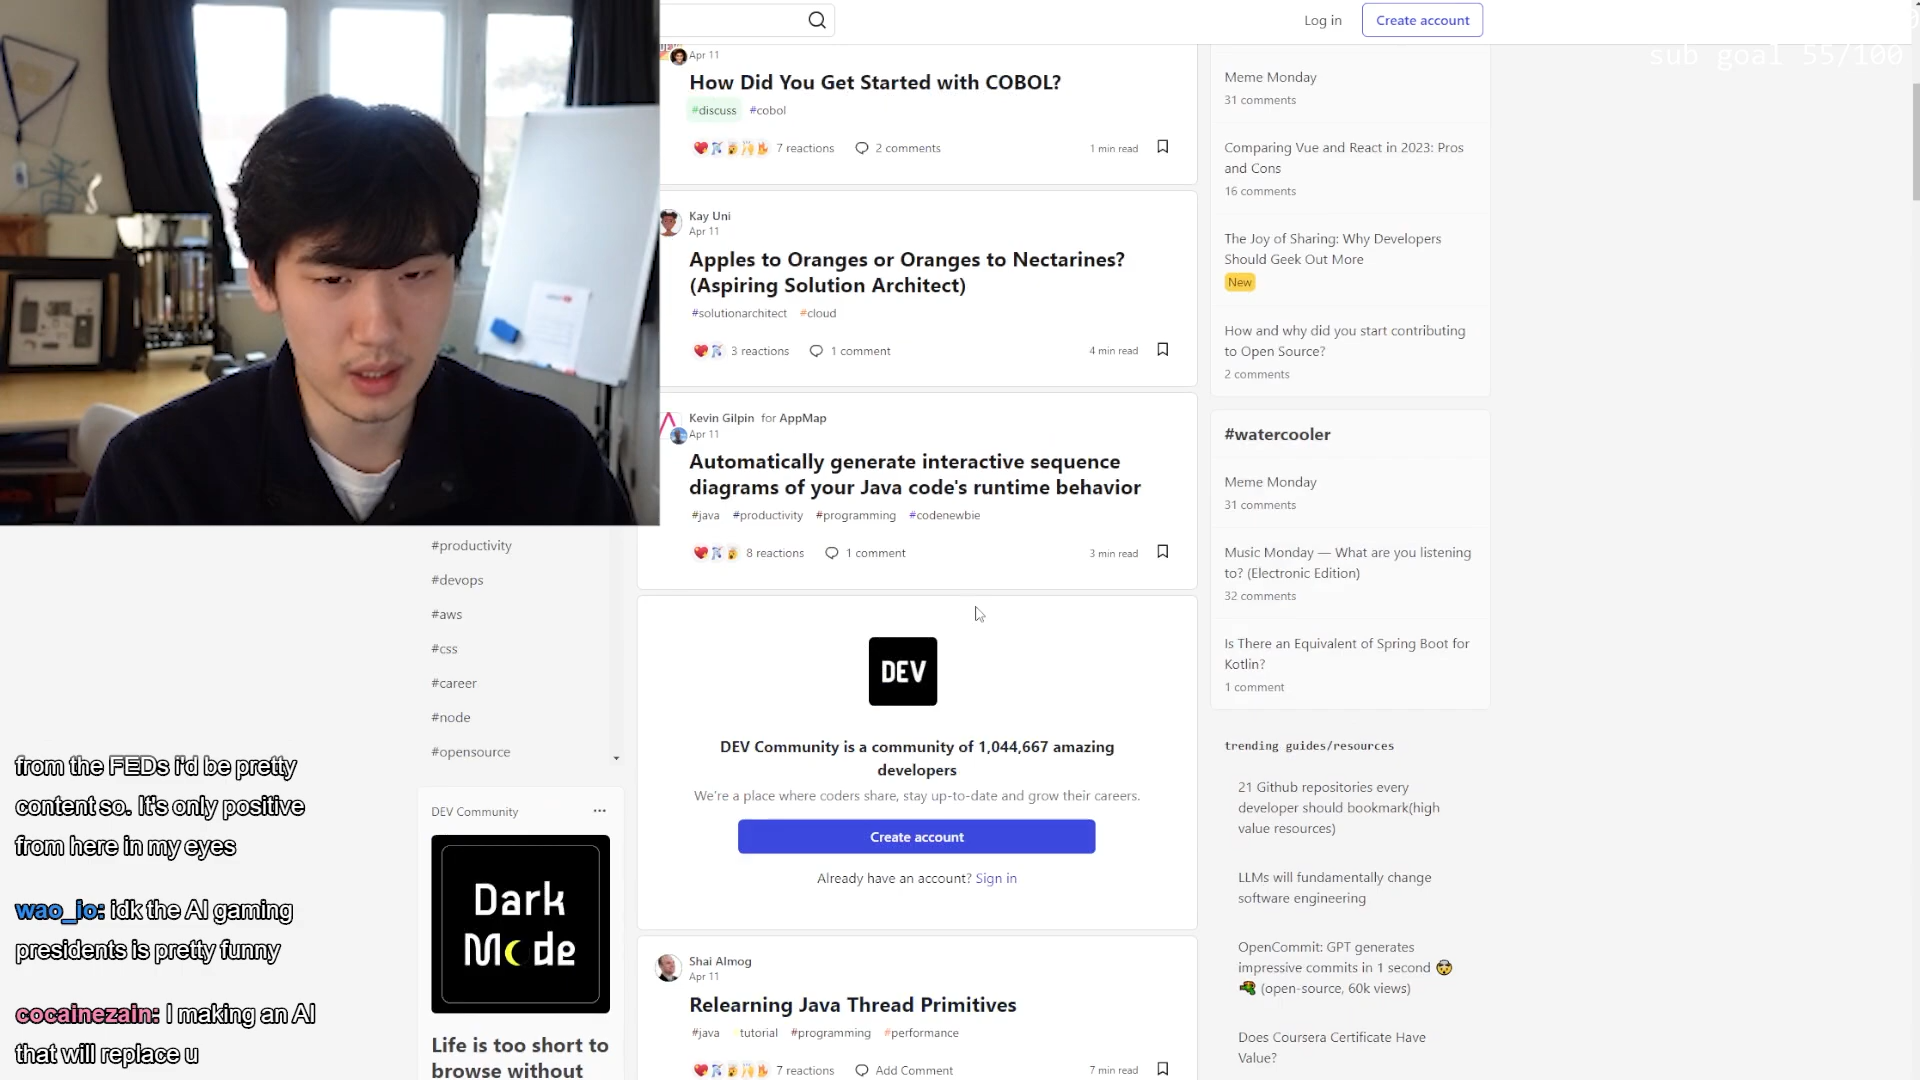 Log in
Create account
sub goal 55/100
Apr 11
How Did You Get Started with COBOL?
#discuss #cobol
7 reactions 2 comments 1 min read
Kay Uni
Apr 11
Apples to Oranges or Oranges to Nectarines?
(Aspiring Solution Architect)
#solutionarchitect #cloud
3 reactions 1 comment 4 min read
Kevin Gilpin for AppMap
Apr 11
Automatically generate interactive sequence
diagrams of your Java code's runtime behavior
#java #productivity #programming #codenewbie
8 reactions 1 comment 3 min read
DEV
DEV Community is a community of 1,044,667 amazing
developers
We're a place where coders share, stay up-to-date and grow their careers.
Create account
Already have an account? Sign in
Shai Almog
Apr 11
Relearning Java Thread Primitives
#java tutorial #programming #performance
7 reactions Add Comment 7 min read
Meme Monday
31 comments
Comparing Vue and React in 2023: Pros
and Cons
16 comments
The Joy of Sharing: Why Developers
Should Geek Out More
New
How and why did you start contributing
to Open Source?
2 comments
#watercooler
Meme Monday
31 comments
Music Monday — What are you listening
to? (Electronic Edition)
32 comments
Is There an Equivalent of Spring Boot for
Kotlin?
1 comment
trending guides/resources
21 Github repositories every
developer should bookmark(high
value resources)
LLMs will fundamentally change
software engineering
OpenCommit: GPT generates
impressive commits in 1 second 🤯
🔫 (open-source, 60k views)
Does Coursera Certificate Have
Value?
#productivity
#devops
#aws
#css
#career
#node
#opensource
DEV Community
Dark
Mode
Life is too short to
browse without
from the FEDs i'd be pretty
content so. It's only positive
from here in my eyes
wao_io: idk the AI gaming
presidents is pretty funny
cocainezain: I making an AI
that will replace u